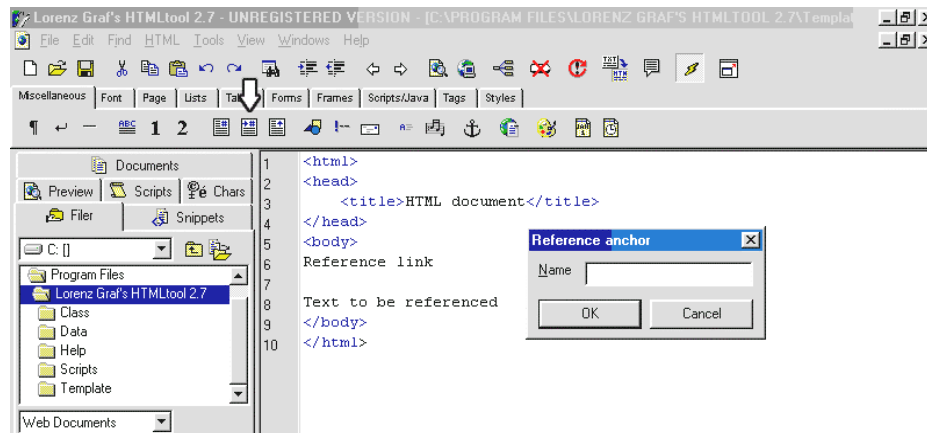 Lorenz Graf's HTMLtool 2.7 - UNREGISTERED VERSION - [C:\PROGRAM FILES\LORENZ GRAF'S HTMLTOOL 2.7\Templat
File Edit Find HTML Tools View Windows Help
Miscellaneous Font Page Lists Forms Frames Scripts/Java Tags Styles
¶ ABC 1 2
Documents
Preview Scripts Chars
Filer Snippets
C: []
Program Files
Lorenz Graf's HTMLtool 2.7
Class
Data
Help
Scripts
Template
Web Documents
1 <html>
2 <head>
3 <title>HTML document</title>
4 </head>
5 <body>
6 Reference link
7
8 Text to be referenced
9 </body>
10 </html>
Reference anchor
Name
OK Cancel